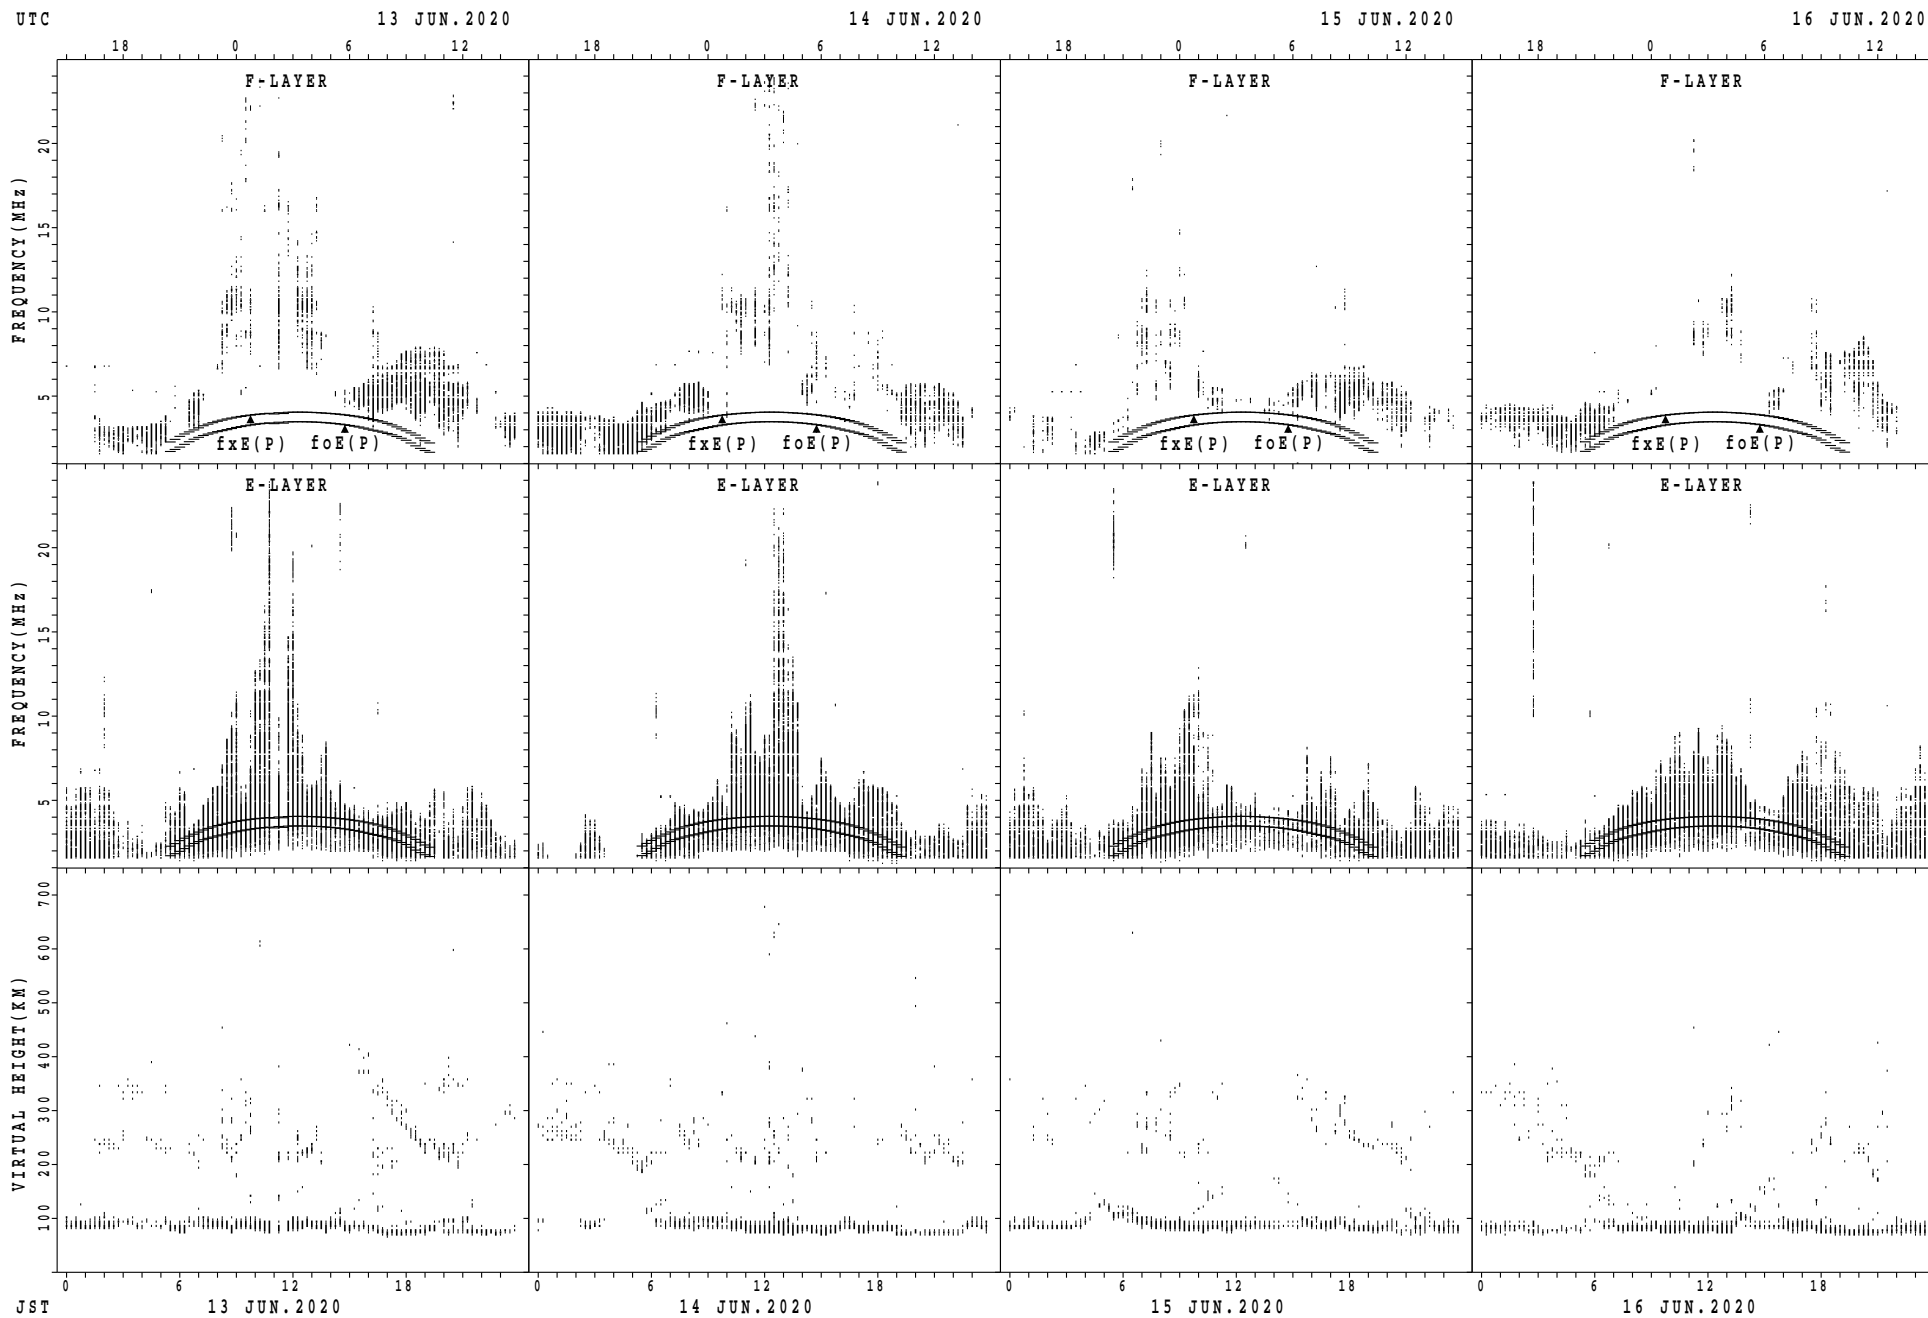 UTC 13 JUN.2020 14 JUN.2020 15 JUN.2020 16 JUN.2020
18 0 6 12 18 0 6 12 18 0 6 12 18 0 6 12
F-LAYER F-LAYER F-LAYER F-LAYER
FREQUENCY(MHz)
20
15
10
5
fxE(P) foE(P) fxE(P) foE(P) fxE(P) foE(P) fxE(P) foE(P)
E-LAYER E-LAYER E-LAYER E-LAYER
FREQUENCY(MHz)
20
15
10
5
VIRTUAL HEIGHT(KM)
700
600
500
400
300
200
100
0 6 12 18 0 6 12 18 0 6 12 18 0 6 12 18
JST 13 JUN.2020 14 JUN.2020 15 JUN.2020 16 JUN.2020